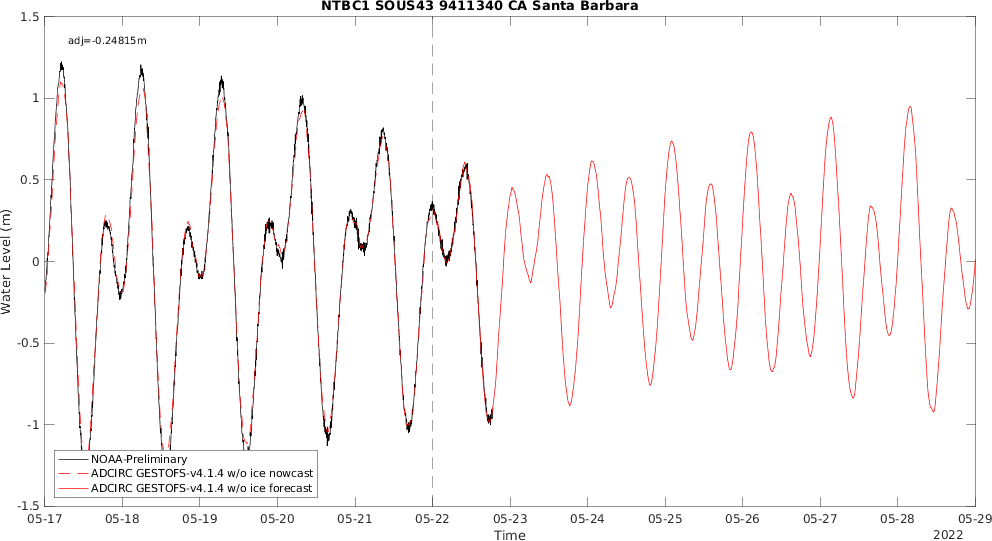 NTBC1 SOUS43 9411340 CA Santa Barbara
adj=-0.24815m
1.5
1
0.5
0
-0.5
-1
-1.5
Water Level (m)
NOAA-Preliminary
ADCIRC GESTOFS-v4.1.4 w/o ice nowcast
ADCIRC GESTOFS-v4.1.4 w/o ice forecast
05-17 05-18 05-19 05-20 05-21 05-22 05-23 05-24 05-25 05-26 05-27 05-28 05-29
Time
2022